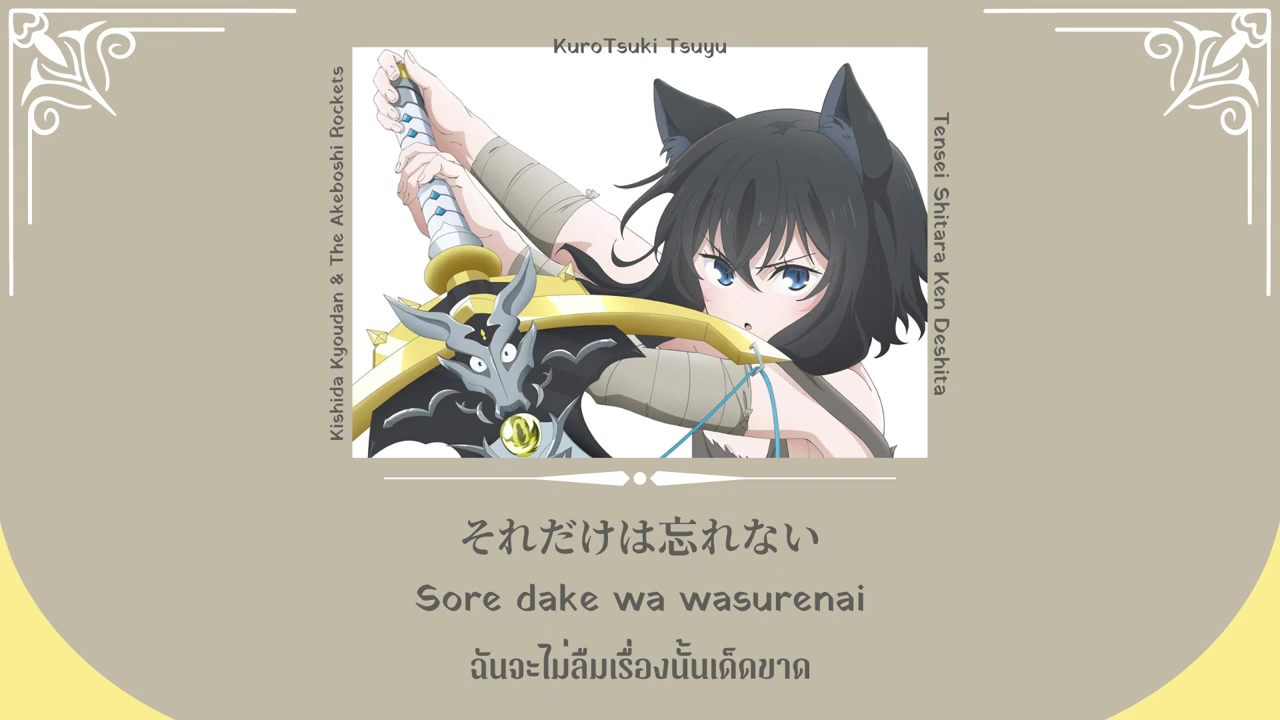 KuroTsuki Tsuyu
Kishida Kyoudan & The Akeboshi Rockets
Tensei Shitara Ken Deshita
それだけは忘れない
Sore dake wa wasurenai
ฉันจะไม่ลืมเรื่องนั้นเด็ดขาด